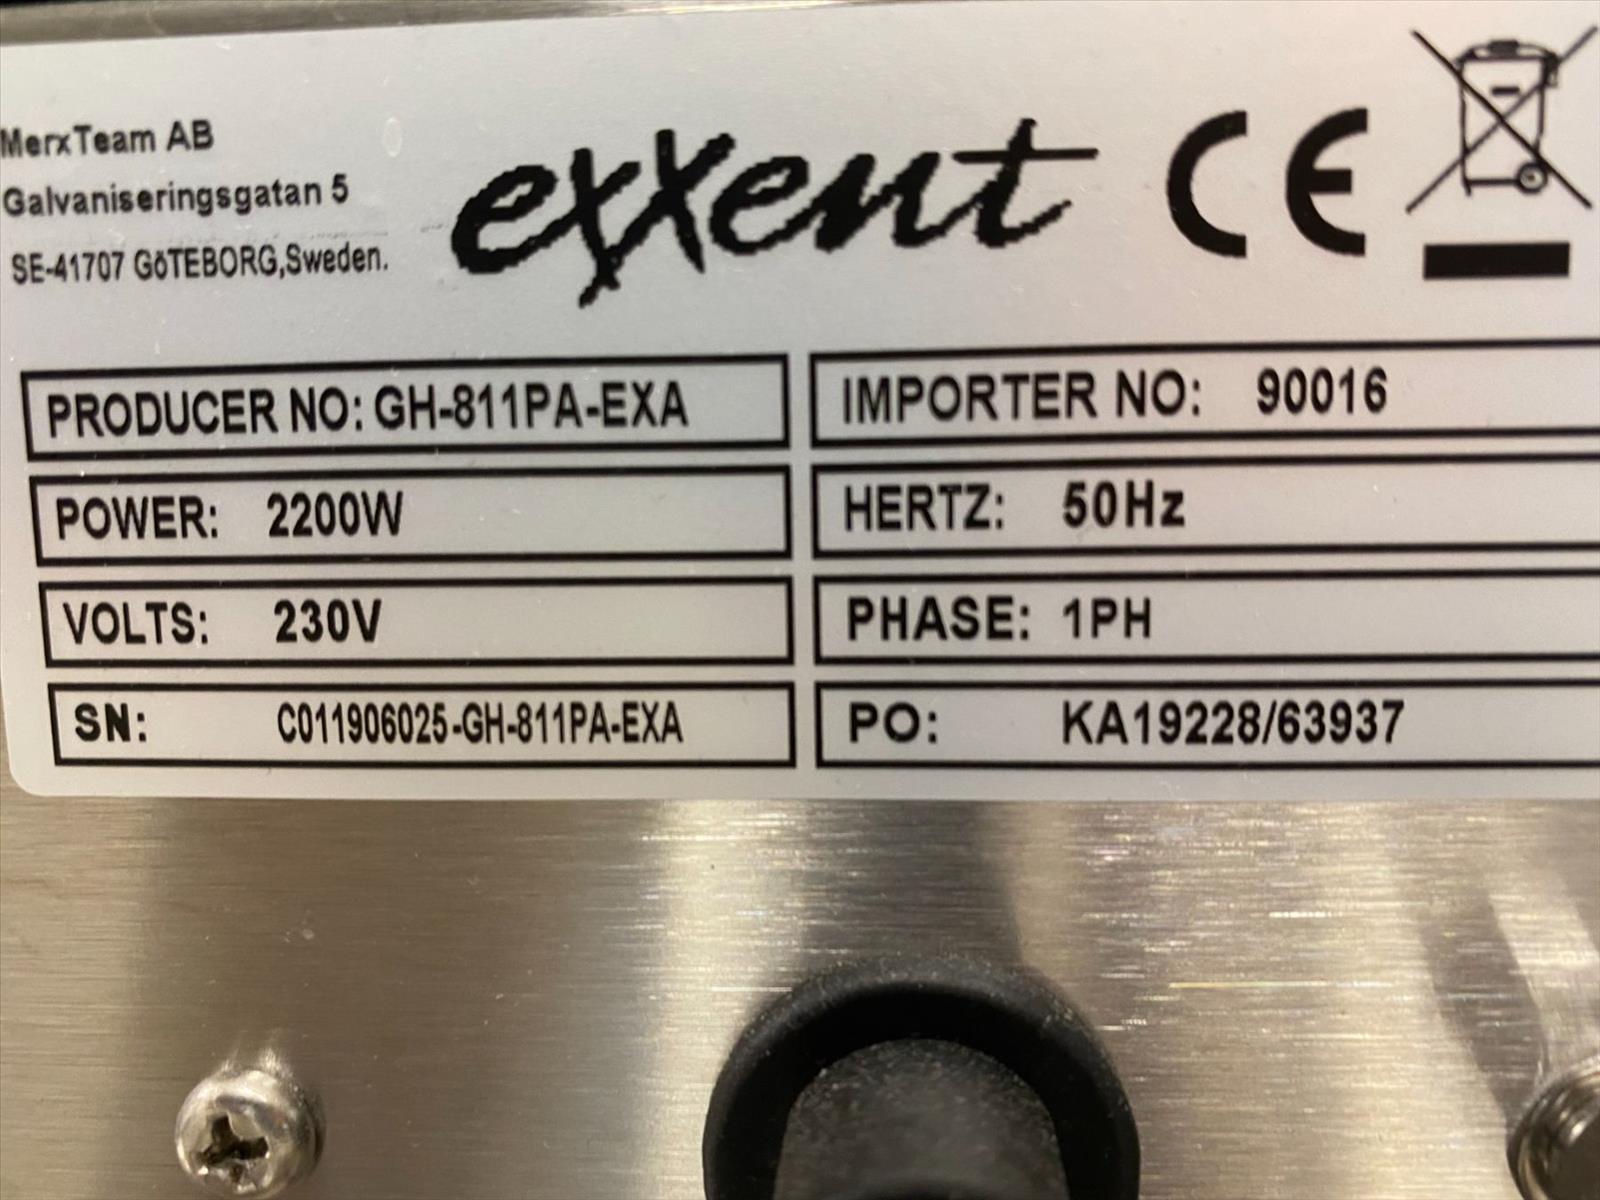 MerxTeam AB
Galvaniseringsgatan 5
SE-41707 GöTEBORG,Sweden.
exxent
CE
PRODUCER NO: GH-811PA-EXA
IMPORTER NO: 90016
POWER: 2200W
HERTZ: 50Hz
VOLTS: 230V
PHASE: 1PH
SN: C011906025-GH-811PA-EXA
PO: KA19228/63937